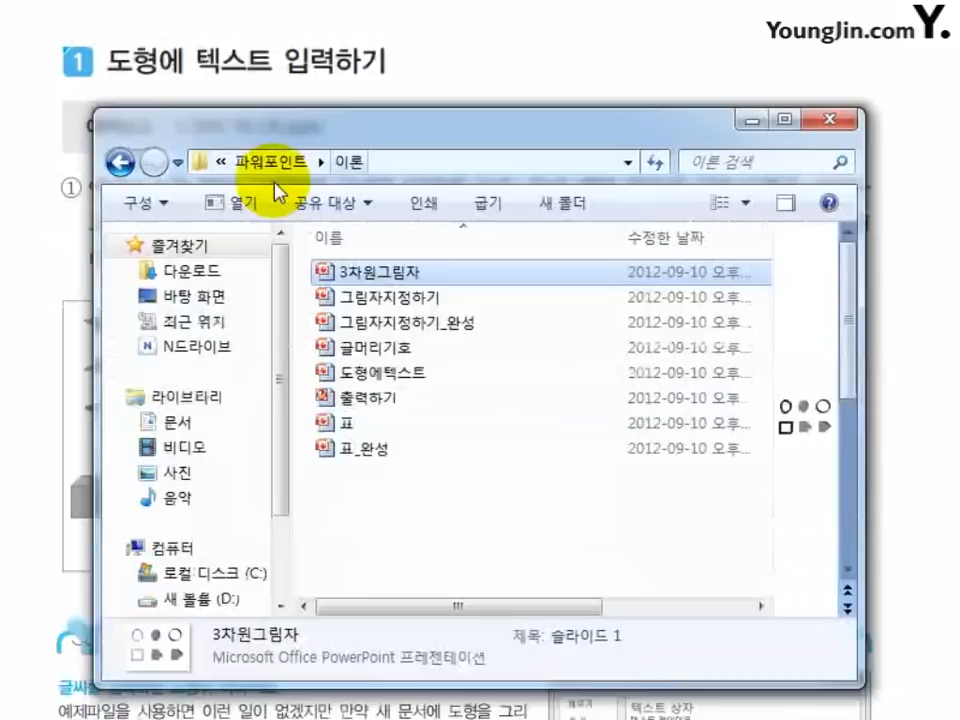 YoungJin.com Y.
1 도형에 텍스트 입력하기
①
« 파워포인트 ▸ 이론
이론 검색
구성 열기 공유 대상 인쇄 굽기 새 폴더
이름 수정한 날짜
즐겨찾기
다운로드
바탕 화면
최근 위치
N드라이브
라이브러리
문서
비디오
사진
음악
컴퓨터
로컬 디스크 (C:)
새 볼륨 (D:)
3차원그림자 2012-09-10 오후...
그림자지정하기 2012-09-10 오후...
그림자지정하기_완성 2012-09-10 오후...
글머리기호 2012-09-10 오후...
도형에텍스트 2012-09-10 오후...
출력하기 2012-09-10 오후...
표 2012-09-10 오후...
표_완성 2012-09-10 오후...
3차원그림자 제목: 슬라이드 1
Microsoft Office PowerPoint 프레젠테이션
글씨를
예제파일을 사용하면 이런 일이 없겠지만 만약 새 문서에 도형을 그리
채우기
텍스트 상자